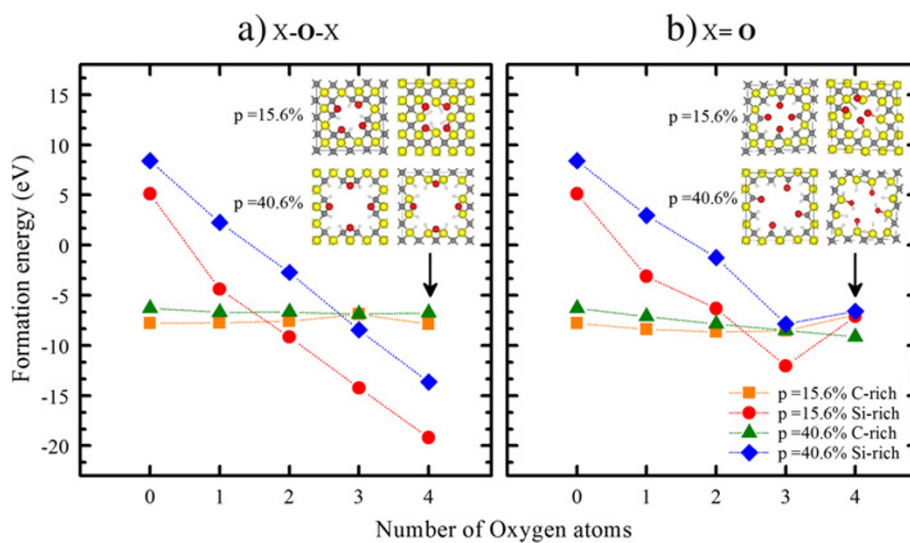 a) X-O-X
b) X= O
Formation energy (eV)
15
10
5
0
-5
-10
-15
-20
p =15.6%
p =40.6%
p =15.6%
p =40.6%
p =15.6% C-rich
p =15.6% Si-rich
p =40.6% C-rich
p =40.6% Si-rich
0 1 2 3 4
0 1 2 3 4
Number of Oxygen atoms